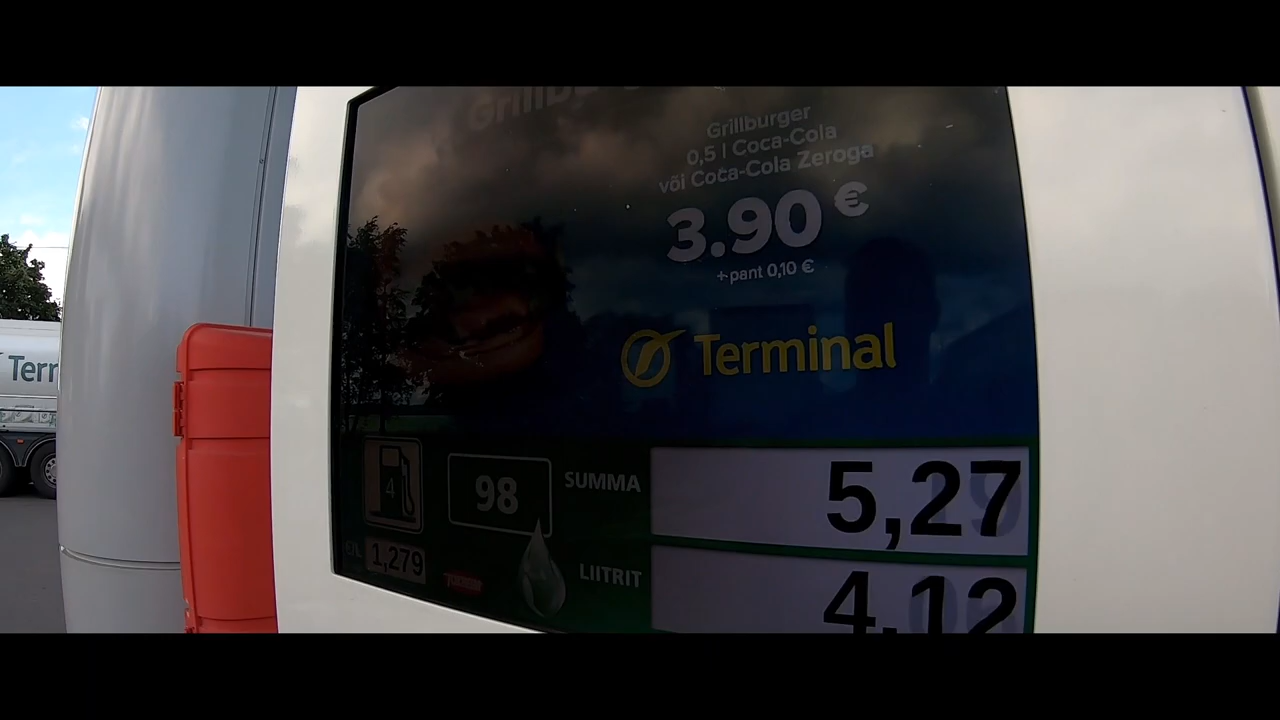 Grillburger
0,5 l Coca-Cola
või Coca-Cola Zeroga
3.90 €
+pant 0,10 €
Terminal
Terr
4
98
SUMMA
5,27
€/L
1,279
LIITRIT
4,12